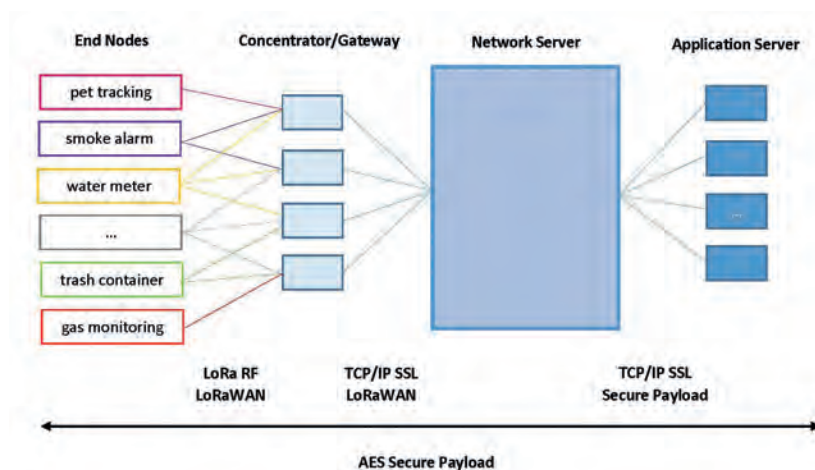 End Nodes
Concentrator/Gateway
Network Server
Application Server
pet tracking
smoke alarm
water meter
...
trash container
gas monitoring
...
LoRa RF
LoRaWAN
TCP/IP SSL
LoRaWAN
TCP/IP SSL
Secure Payload
AES Secure Payload